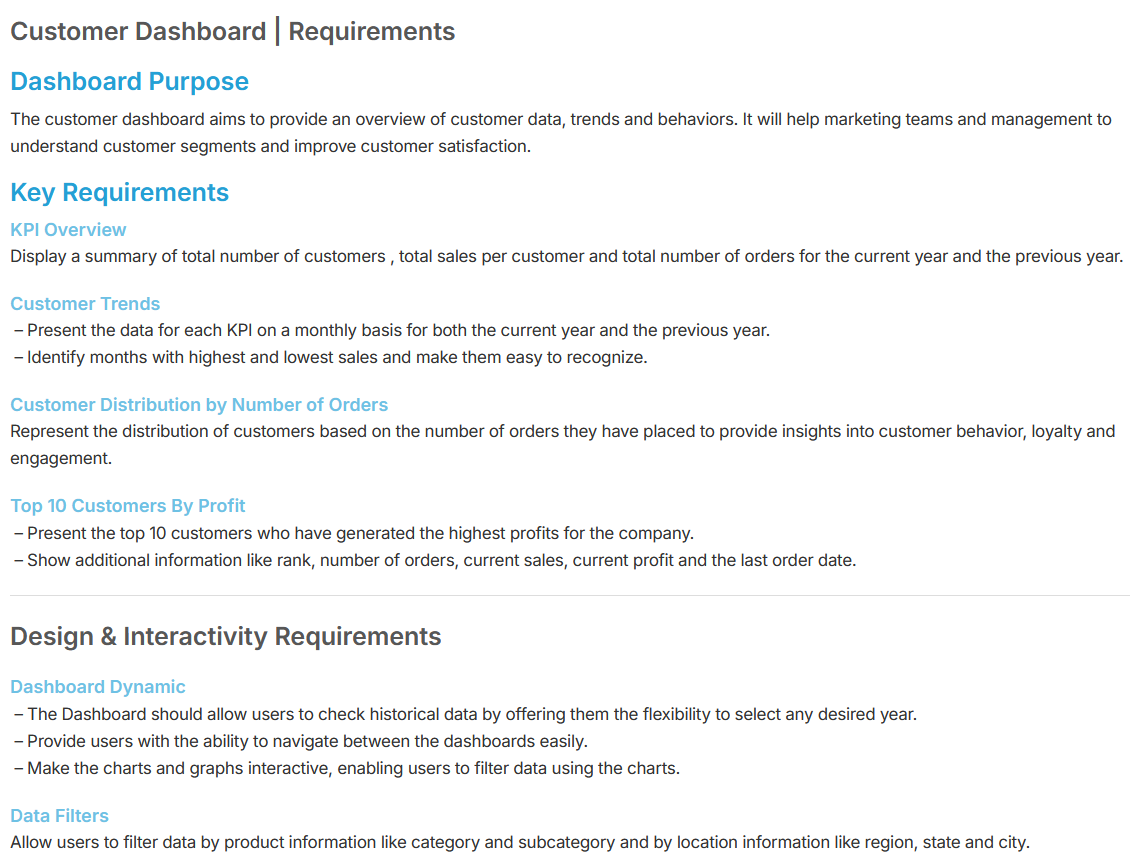 Customer Dashboard | Requirements
Dashboard Purpose
The customer dashboard aims to provide an overview of customer data, trends and behaviors. It will help marketing teams and management to
understand customer segments and improve customer satisfaction.
Key Requirements
KPI Overview
Display a summary of total number of customers , total sales per customer and total number of orders for the current year and the previous year.
Customer Trends
– Present the data for each KPI on a monthly basis for both the current year and the previous year.
– Identify months with highest and lowest sales and make them easy to recognize.
Customer Distribution by Number of Orders
Represent the distribution of customers based on the number of orders they have placed to provide insights into customer behavior, loyalty and
engagement.
Top 10 Customers By Profit
– Present the top 10 customers who have generated the highest profits for the company.
– Show additional information like rank, number of orders, current sales, current profit and the last order date.
Design & Interactivity Requirements
Dashboard Dynamic
– The Dashboard should allow users to check historical data by offering them the flexibility to select any desired year.
– Provide users with the ability to navigate between the dashboards easily.
– Make the charts and graphs interactive, enabling users to filter data using the charts.
Data Filters
Allow users to filter data by product information like category and subcategory and by location information like region, state and city.